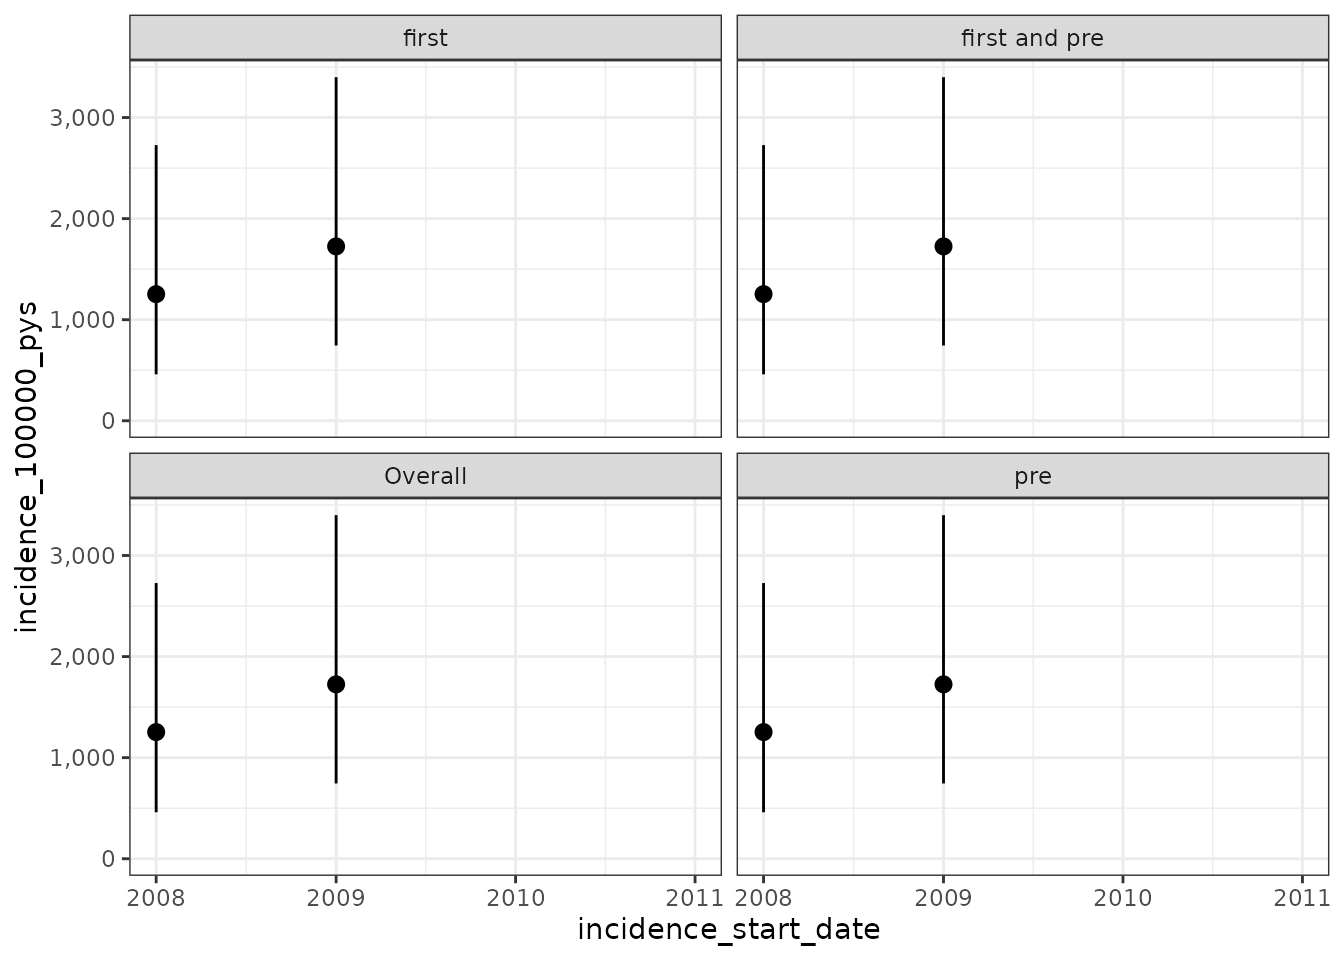 first
first and pre
3,000
2,000
1,000
0
incidence_100000_pys
Overall
pre
3,000
2,000
1,000
0
2008 2009 2010 2011 2008 2009 2010 2011
incidence_start_date